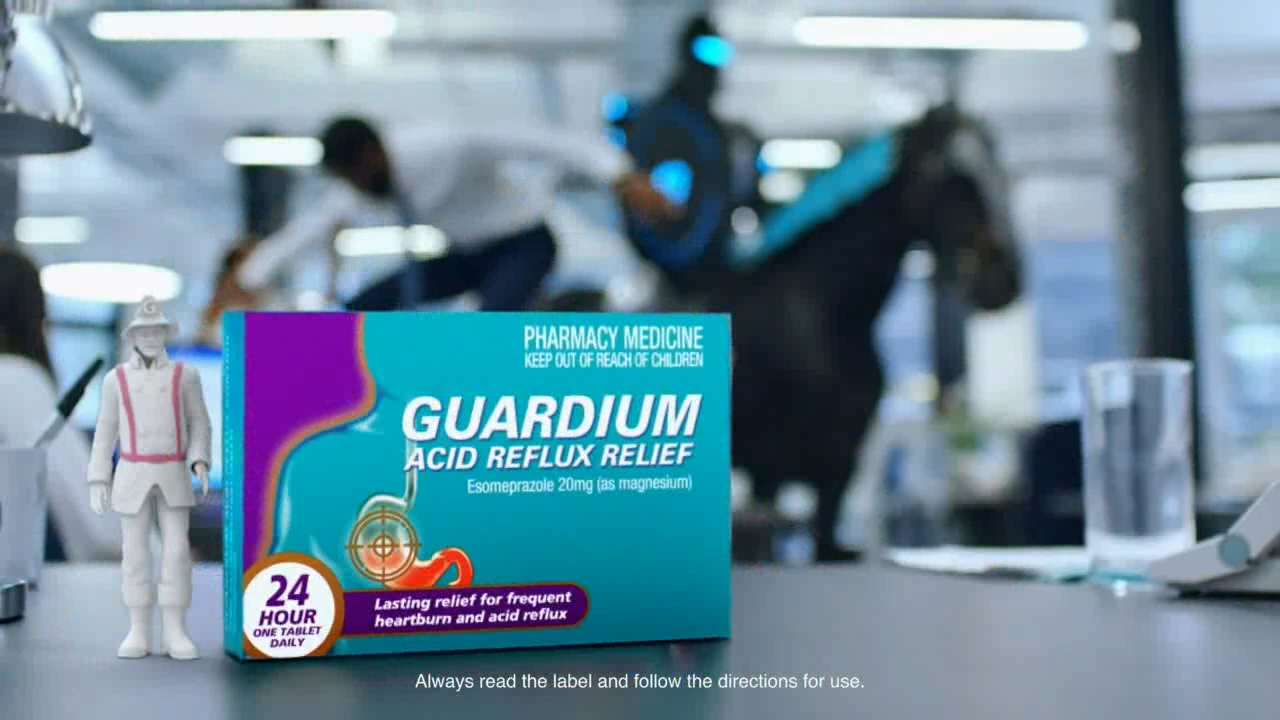 G
PHARMACY MEDICINE
KEEP OUT OF REACH OF CHILDREN
GUARDIUM
ACID REFLUX RELIEF
Esomeprazole 20mg (as magnesium)
24
HOUR
ONE TABLET
DAILY
Lasting relief for frequent
heartburn and acid reflux
Always read the label and follow the directions for use.